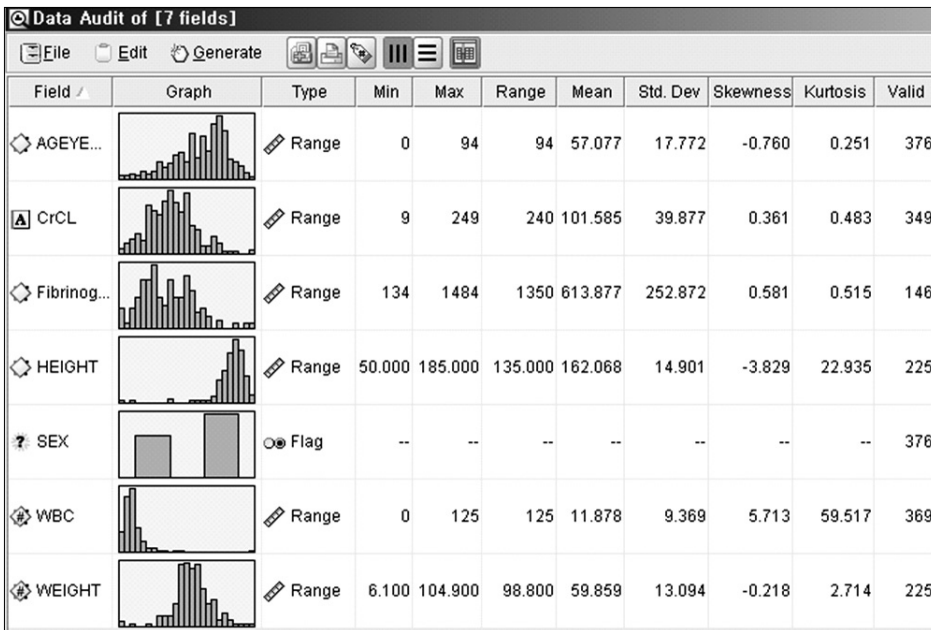 Data Audit of [7 fields]
File Edit Generate
Field Graph Type Min Max Range Mean Std. Dev Skewness Kurtosis Valid
AGEYE... Range 0 94 94 57.077 17.772 -0.760 0.251 376
A CrCL Range 9 249 240 101.585 39.877 0.361 0.483 349
Fibrinog... Range 134 1484 1350 613.877 252.872 0.581 0.515 146
HEIGHT Range 50.000 185.000 135.000 162.068 14.901 -3.829 22.935 225
? SEX Flag -- -- -- -- -- -- -- 376
# WBC Range 0 125 125 11.878 9.369 5.713 59.517 369
# WEIGHT Range 6.100 104.900 98.800 59.859 13.094 -0.218 2.714 225